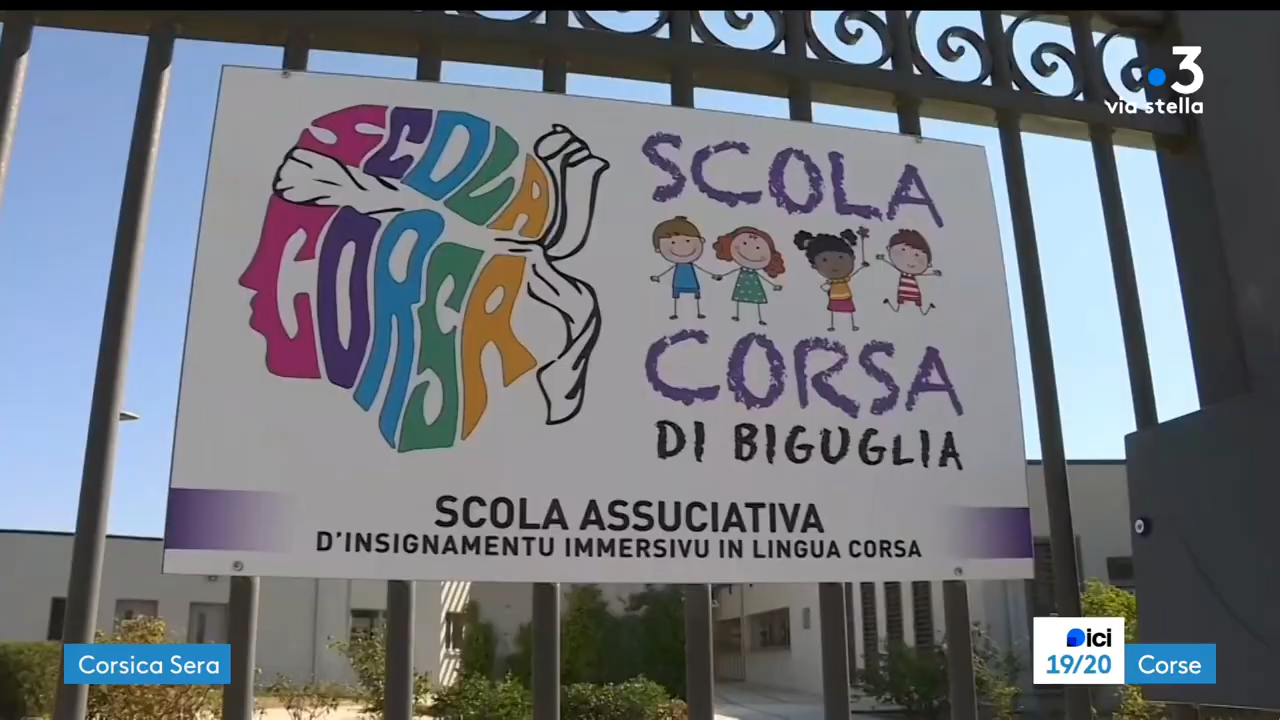 3
via stella
SCOLA
CORSA
SCOLA
CORSA
DI BIGUGLIA
SCOLA ASSUCIATIVA
D'INSIGNAMENTU IMMERSIVU IN LINGUA CORSA
Corsica Sera
ici
19/20
Corse